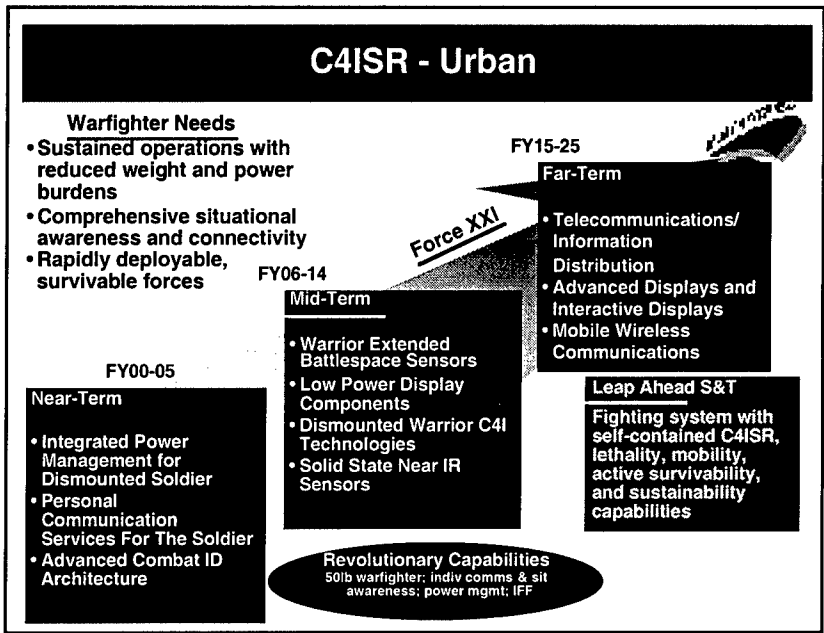 C4ISR - Urban
Warfighter Needs
• Sustained operations with
reduced weight and power
burdens
• Comprehensive situational
awareness and connectivity
• Rapidly deployable,
survivable forces
FY00-05
Near-Term
• Integrated Power
Management for
Dismounted Soldier
• Personal
Communication
Services For The Soldier
• Advanced Combat ID
Architecture
FY06-14
Mid-Term
• Warrior Extended
Battlespace Sensors
• Low Power Display
Components
• Dismounted Warrior C4I
Technologies
• Solid State Near IR
Sensors
Force XXI
FY15-25
Far-Term
• Telecommunications/
Information
Distribution
• Advanced Displays and
Interactive Displays
• Mobile Wireless
Communications
Leap Ahead S&T
Fighting system with
self-contained C4ISR,
lethality, mobility,
active survivability,
and sustainability
capabilities
Revolutionary Capabilities
50lb warfighter; indiv comms & sit
awareness; power mgmt; IFF